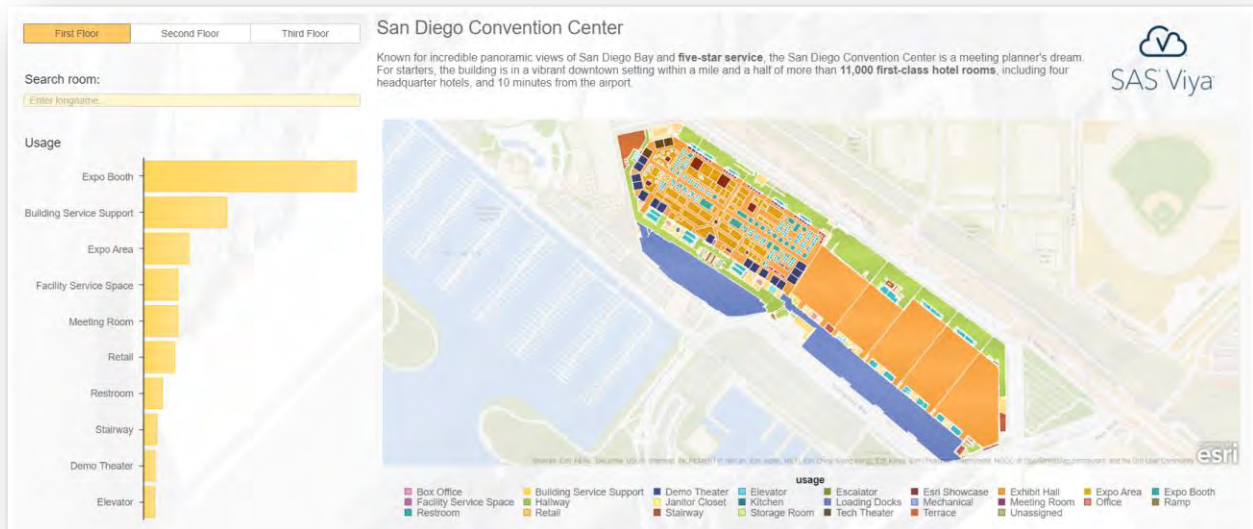 First Floor
Second Floor
Third Floor
San Diego Convention Center
Known for incredible panoramic views of San Diego Bay and five-star service, the San Diego Convention Center is a meeting planner's dream.
For starters, the building is in a vibrant downtown setting within a mile and a half of more than 11,000 first-class hotel rooms, including four
headquarter hotels, and 10 minutes from the airport.
SAS Viya
Search room:
Enter longname...
Usage
Expo Booth
Building Service Support
Expo Area
Facility Service Space
Meeting Room
Retail
Restroom
Stairway
Demo Theater
Elevator
esri
usage
Box Office Building Service Support Demo Theater Elevator Escalator Esri Showcase Exhibit Hall Expo Area Expo Booth
Facility Service Space Hallway Janitor Closet Kitchen Loading Docks Mechanical Meeting Room Office Ramp
Restroom Retail Stairway Storage Room Tech Theater Terrace Unassigned